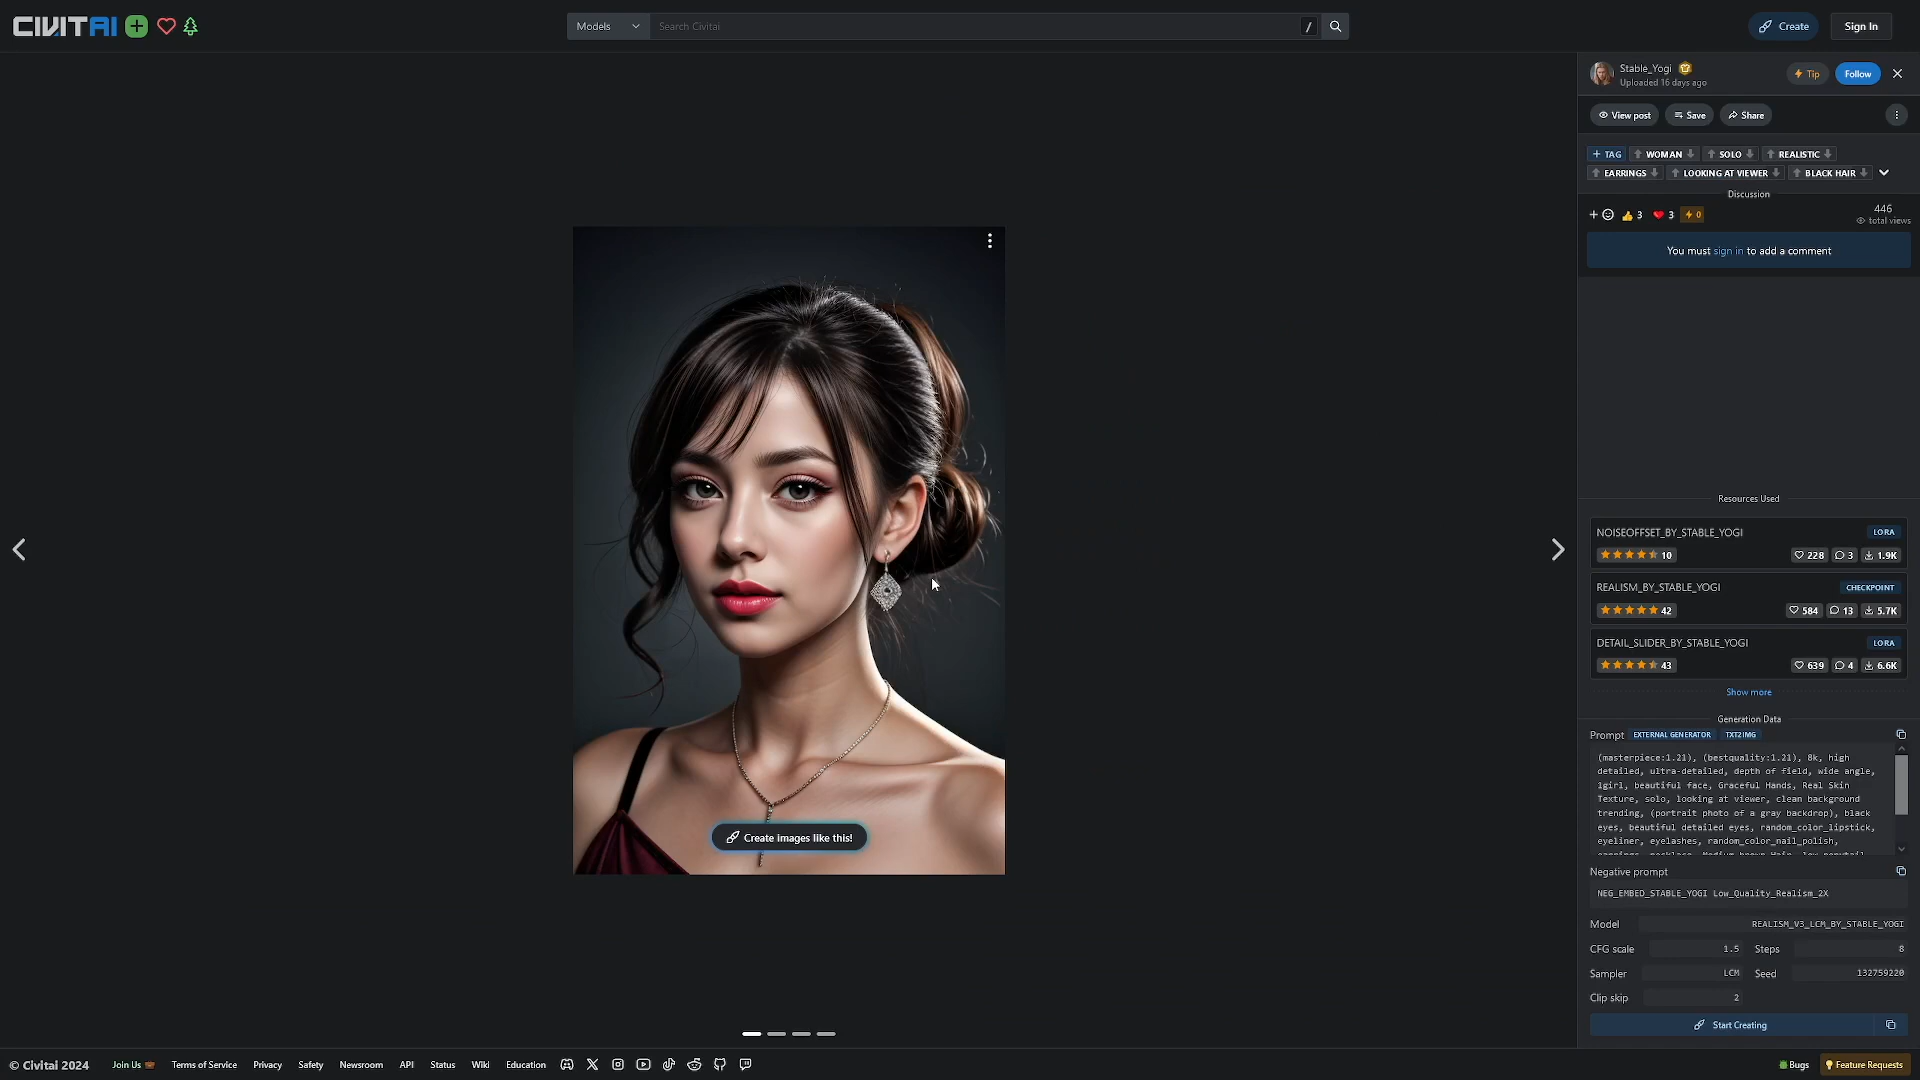 CIVITAI
Models
Search Civitai
/
Create
Sign In
Stable_Yogi
Uploaded 16 days ago
Tip
Follow
View post
Save
Share
+ TAG
WOMAN
SOLO
REALISTIC
EARRINGS
LOOKING AT VIEWER
BLACK HAIR
Discussion
3
3
0
446
total views
You must sign in to add a comment
Resources Used
NOISEOFFSET_BY_STABLE_YOGI
LORA
10
228
3
1.9K
REALISM_BY_STABLE_YOGI
CHECKPOINT
42
584
13
5.7K
DETAIL_SLIDER_BY_STABLE_YOGI
LORA
43
639
4
6.6K
Show more
Generation Data
Prompt
EXTERNAL GENERATOR
TXT2IMG
(masterpiece:1.21), (bestquality:1.21), 8k, high
detailed, ultra-detailed, depth of field, wide angle,
1girl, beautiful face, Graceful Hands, Real Skin
Texture, solo, looking at viewer, clean background
trending, (portrait photo of a gray backdrop), black
eyes, beautiful detailed eyes, random_color_lipstick,
eyeliner, eyelashes, random_color_nail_polish,
Negative prompt
NEG_EMBED_STABLE_YOGI Low_Quality_Realism_2X
Model
REALISM_V3_LCM_BY_STABLE_YOGI
CFG scale
1.5
Steps
8
Sampler
LCM
Seed
132759220
Clip skip
2
Start Creating
Create images like this!
© Civitai 2024
Join Us
Terms of Service
Privacy
Safety
Newsroom
API
Status
Wiki
Education
Bugs
Feature Requests